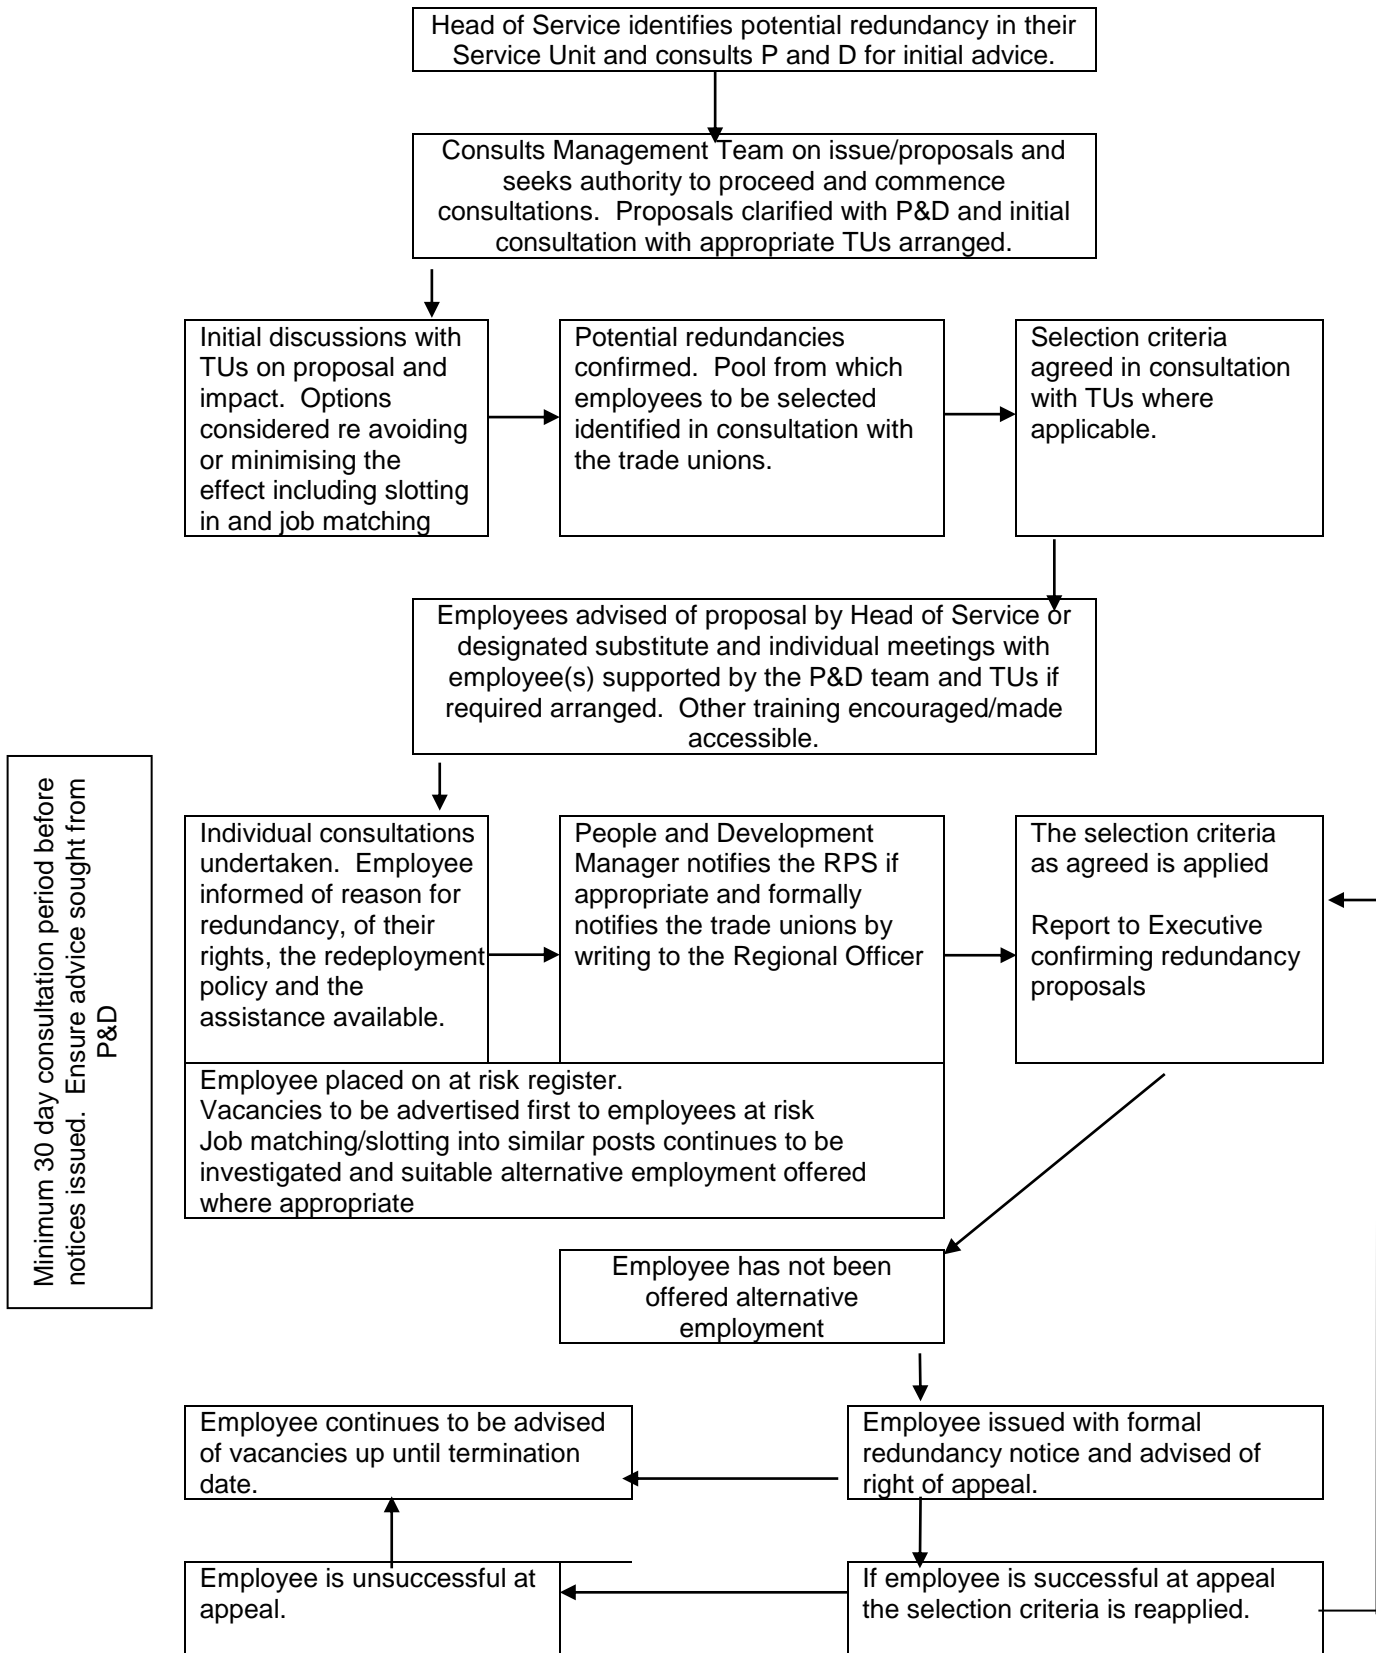 Head of Service identifies potential redundancy in their
Service Unit and consults P and D for initial advice.
Consults Management Team on issue/proposals and
seeks authority to proceed and commence
consultations.  Proposals clarified with P&D and initial
consultation with appropriate TUs arranged.
Initial discussions with
TUs on proposal and
impact.  Options
considered re avoiding
or minimising the
effect including slotting
in and job matching
Potential redundancies
confirmed.  Pool from which
employees to be selected
identified in consultation with
the trade unions.
Selection criteria
agreed in consultation
with TUs where
applicable.
Employees advised of proposal by Head of Service or
designated substitute and individual meetings with
employee(s) supported by the P&D team and TUs if
required arranged.  Other training encouraged/made
accessible.
Minimum 30 day consultation period before
notices issued.  Ensure advice sought from
P&D
Individual consultations
undertaken.  Employee
informed of reason for
redundancy, of their
rights, the redeployment
policy and the
assistance available.
People and Development
Manager notifies the RPS if
appropriate and formally
notifies the trade unions by
writing to the Regional Officer
The selection criteria
as agreed is applied
Report to Executive
confirming redundancy
proposals
Employee placed on at risk register.
Vacancies to be advertised first to employees at risk
Job matching/slotting into similar posts continues to be
investigated and suitable alternative employment offered
where appropriate
Employee has not been
offered alternative
employment
Employee continues to be advised
of vacancies up until termination
date.
Employee issued with formal
redundancy notice and advised of
right of appeal.
Employee is unsuccessful at
appeal.
If employee is successful at appeal
the selection criteria is reapplied.